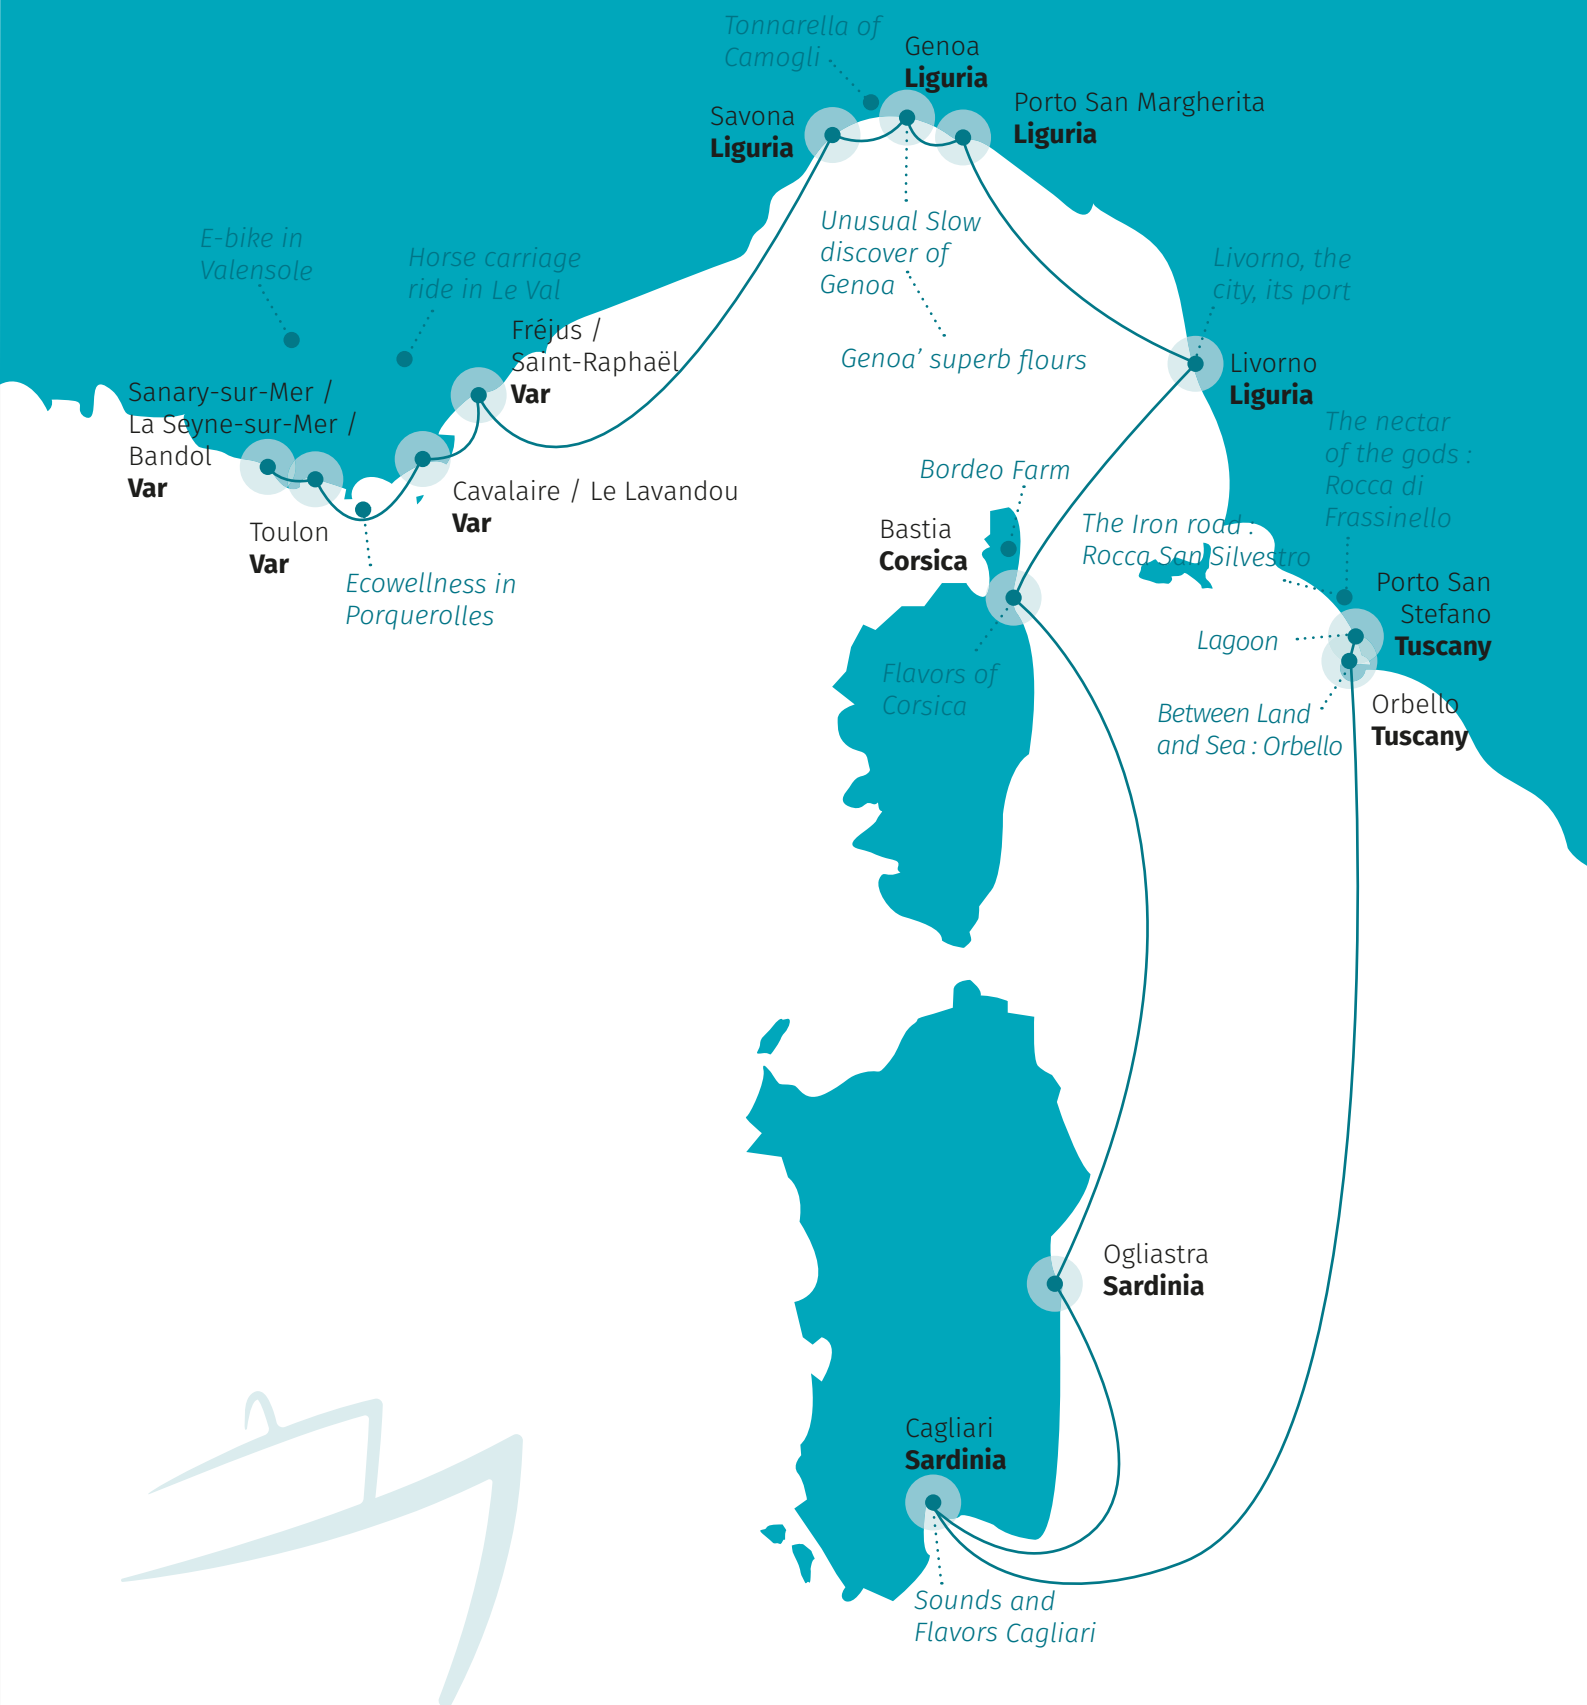 Tonnarella of
Camogli
Genoa
Liguria
Porto San Margherita
Liguria
Savona
Liguria
Unusual Slow
discover of
Genoa
Genoa’ superb flours
E-bike in
Valensole
Horse carriage
ride in Le Val
Livorno, the
city, its port
Fréjus /
Saint-Raphaël
Var
Livorno
Liguria
Sanary-sur-Mer /
La Seyne-sur-Mer /
Bandol
Var
Cavalaire / Le Lavandou
Var
Toulon
Var
Ecowellness in
Porquerolles
The nectar
of the gods :
Rocca di
Frassinello
Bordeo Farm
Bastia
Corsica
The Iron road :
Rocca San Silvestro
Porto San
Stefano
Tuscany
Lagoon
Flavors of
Corsica
Between Land
and Sea : Orbello
Orbello
Tuscany
Ogliastra
Sardinia
Cagliari
Sardinia
Sounds and
Flavors Cagliari